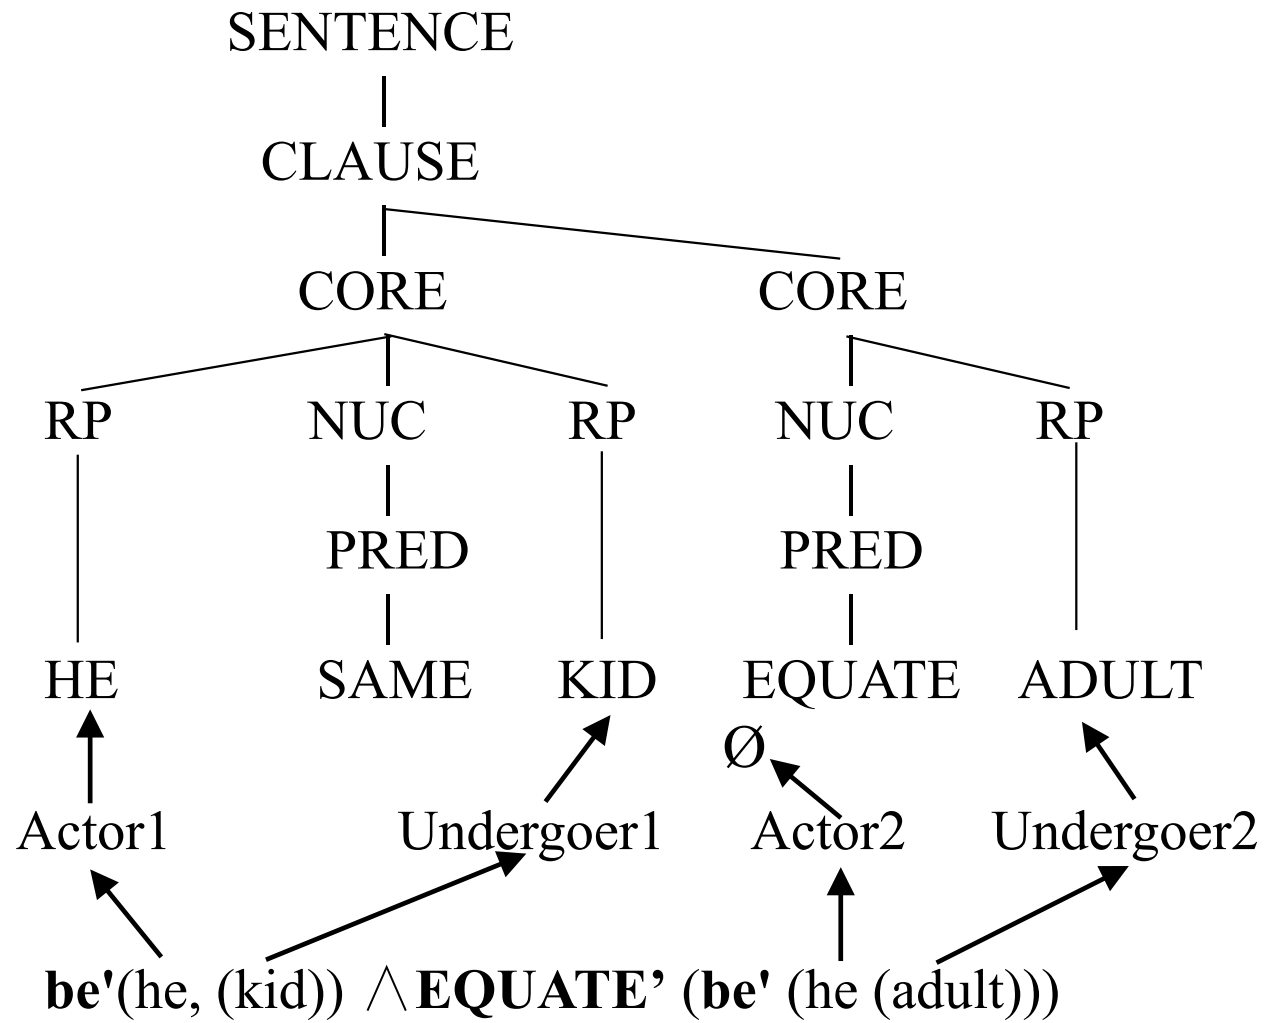 SENTENCE
CLAUSE
CORE CORE
RP NUC RP NUC RP
PRED PRED
HE SAME KID EQUATE ADULT
Ø
Actor1 Undergoer1 Actor2 Undergoer2
be'(he, (kid)) ∧EQUATE’ (be' (he (adult)))